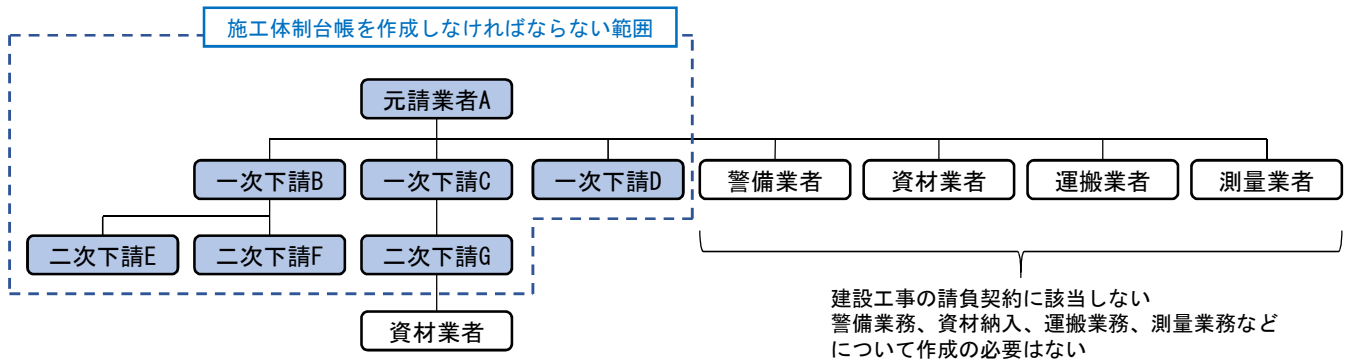 施工体制台帳を作成しなければならない範囲
元請業者A
一次下請B
一次下請C
一次下請D
警備業者
資材業者
運搬業者
測量業者
二次下請E
二次下請F
二次下請G
資材業者
建設工事の請負契約に該当しない
警備業務、資材納入、運搬業務、測量業務など
について作成の必要はない